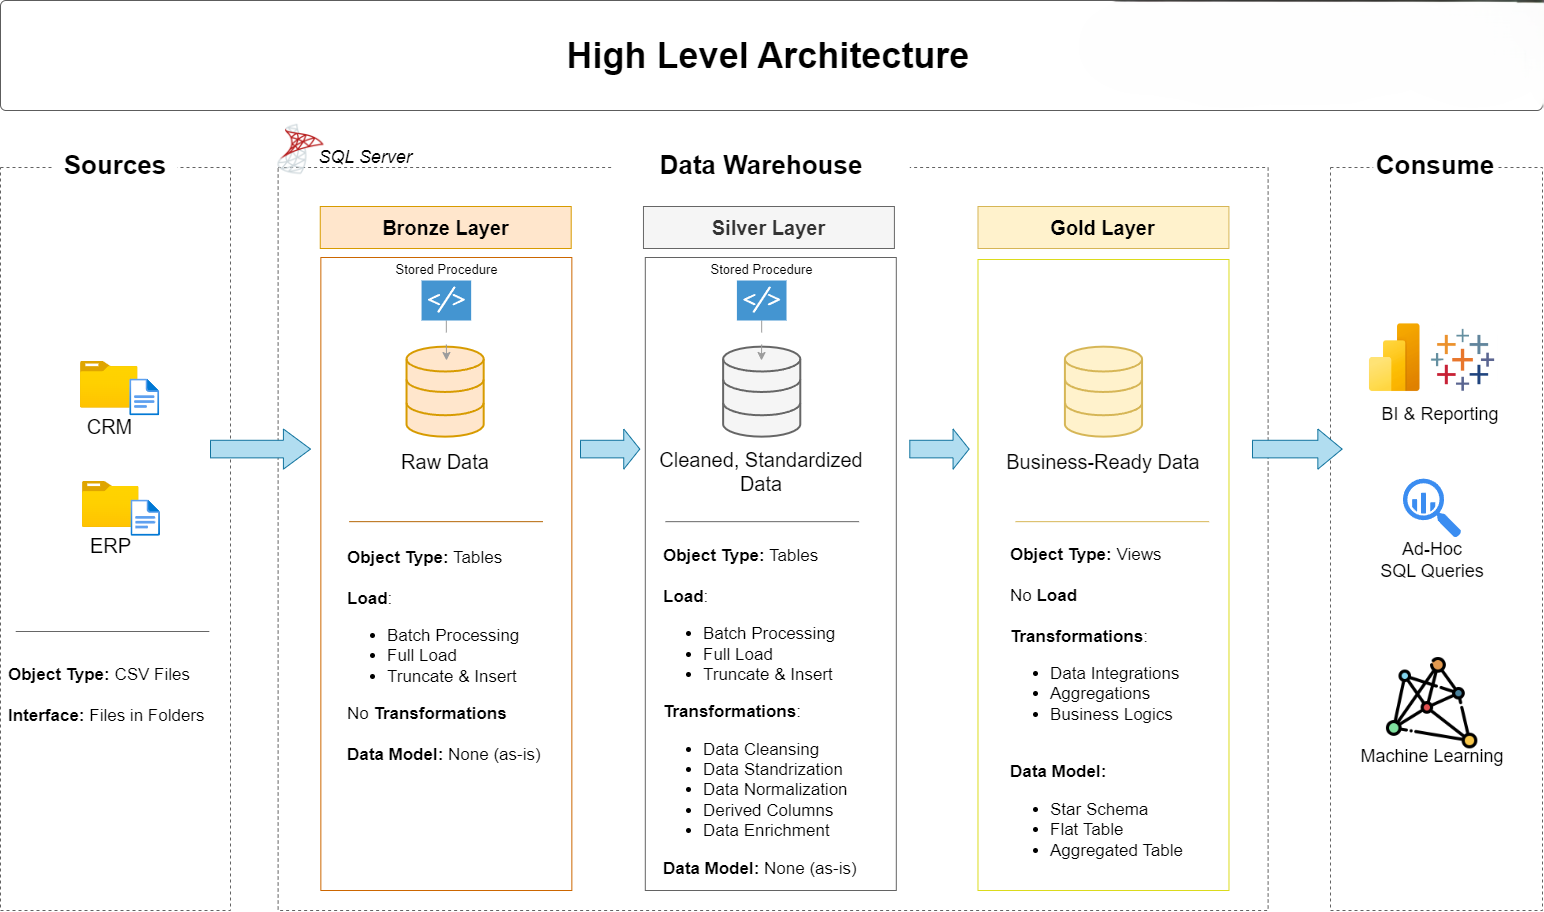 High Level Architecture
Sources
SQL Server
Data Warehouse
Consume
Bronze Layer
Silver Layer
Gold Layer
CRM
ERP
Object Type: CSV Files
Interface: Files in Folders
Stored Procedure
</>
Raw Data
Object Type: Tables
Load:
• Batch Processing
• Full Load
• Truncate & Insert
No Transformations
Data Model: None (as-is)
Stored Procedure
</>
Cleaned, Standardized
Data
Object Type: Tables
Load:
• Batch Processing
• Full Load
• Truncate & Insert
Transformations:
• Data Cleansing
• Data Standrization
• Data Normalization
• Derived Columns
• Data Enrichment
Data Model: None (as-is)
Business-Ready Data
Object Type: Views
No Load
Transformations:
• Data Integrations
• Aggregations
• Business Logics
Data Model:
• Star Schema
• Flat Table
• Aggregated Table
BI & Reporting
Ad-Hoc
SQL Queries
Machine Learning